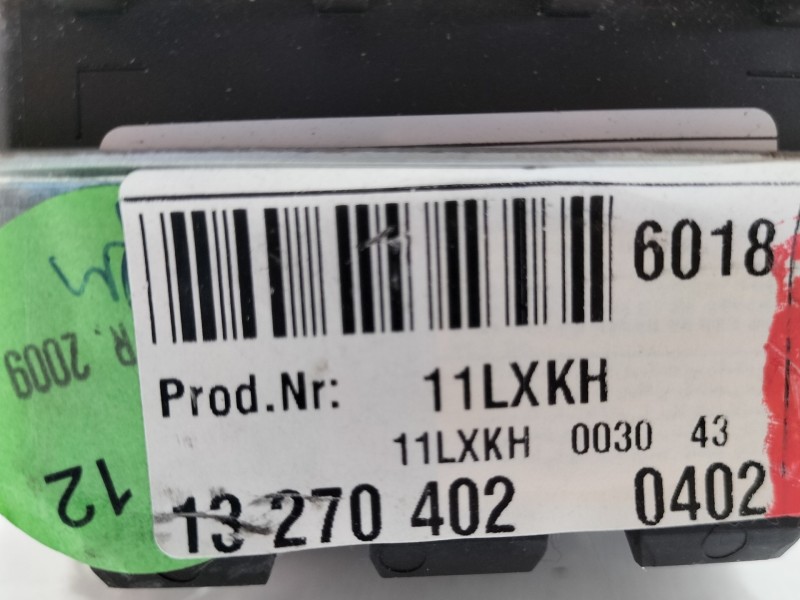 6018
Prod.Nr: 11LXKH
11LXKH 0030 43
13 270 402 0402
R. 2009
12